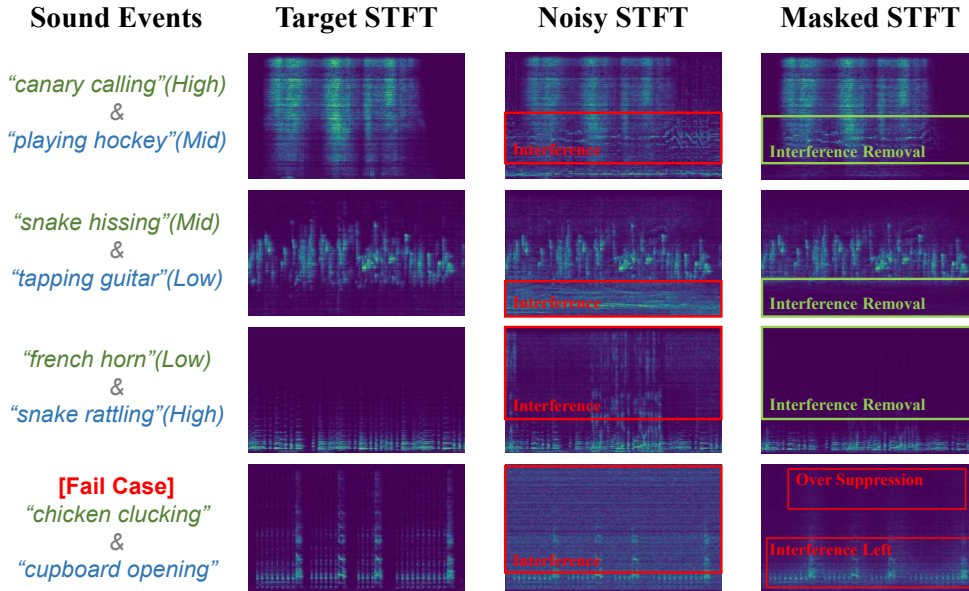 Sound Events Target STFT Noisy STFT Masked STFT
“canary calling”(High)
&
“playing hockey”(Mid)
Interference
Interference Removal
“snake hissing”(Mid)
&
“tapping guitar”(Low)
Interference
Interference Removal
“french horn”(Low)
&
“snake rattling”(High)
Interference
Interference Removal
[Fail Case]
“chicken clucking”
&
“cupboard opening”
Interference
Over Suppression
Interference Left